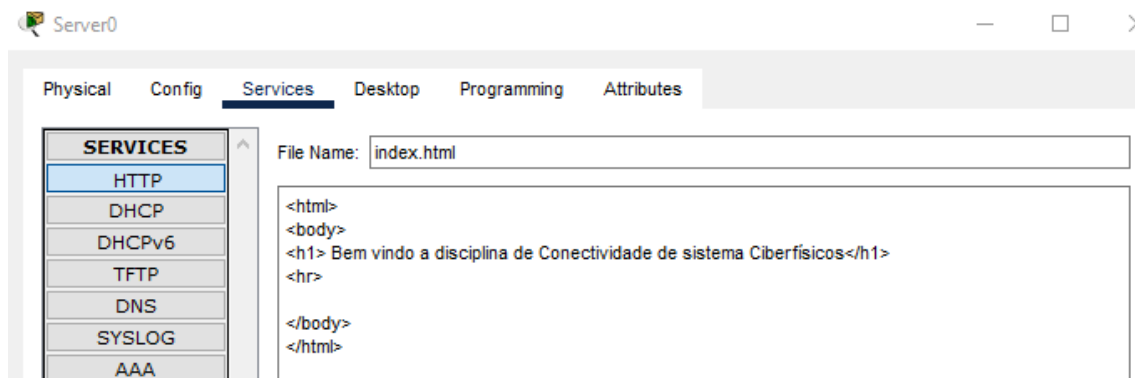 Server0
Physical Config Services Desktop Programming Attributes
SERVICES
HTTP
DHCP
DHCPv6
TFTP
DNS
SYSLOG
AAA
File Name: index.html
<html>
<body>
<h1> Bem vindo a disciplina de Conectividade de sistema Ciberfísicos</h1>
<hr>
</body>
</html>